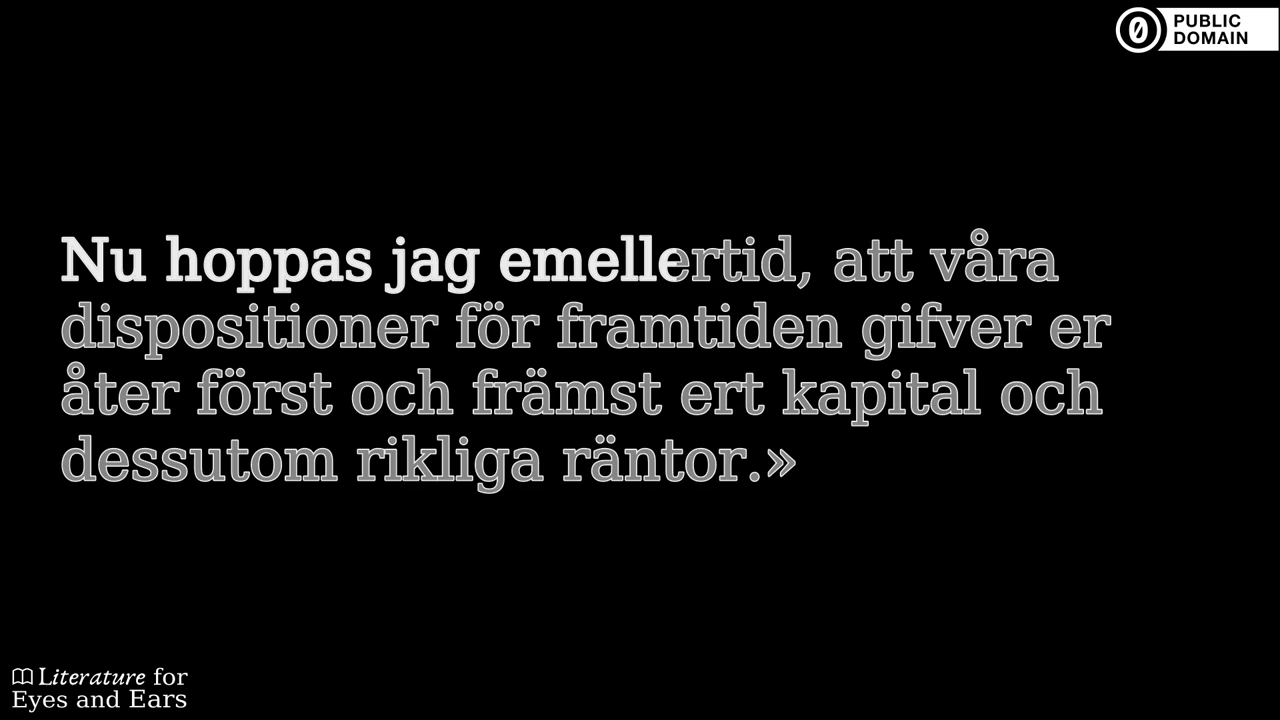 PUBLIC
DOMAIN
Nu hoppas jag emellertid, att våra
dispositioner för framtiden gifver er
åter först och främst ert kapital och
dessutom rikliga räntor.»
Literature for
Eyes and Ears